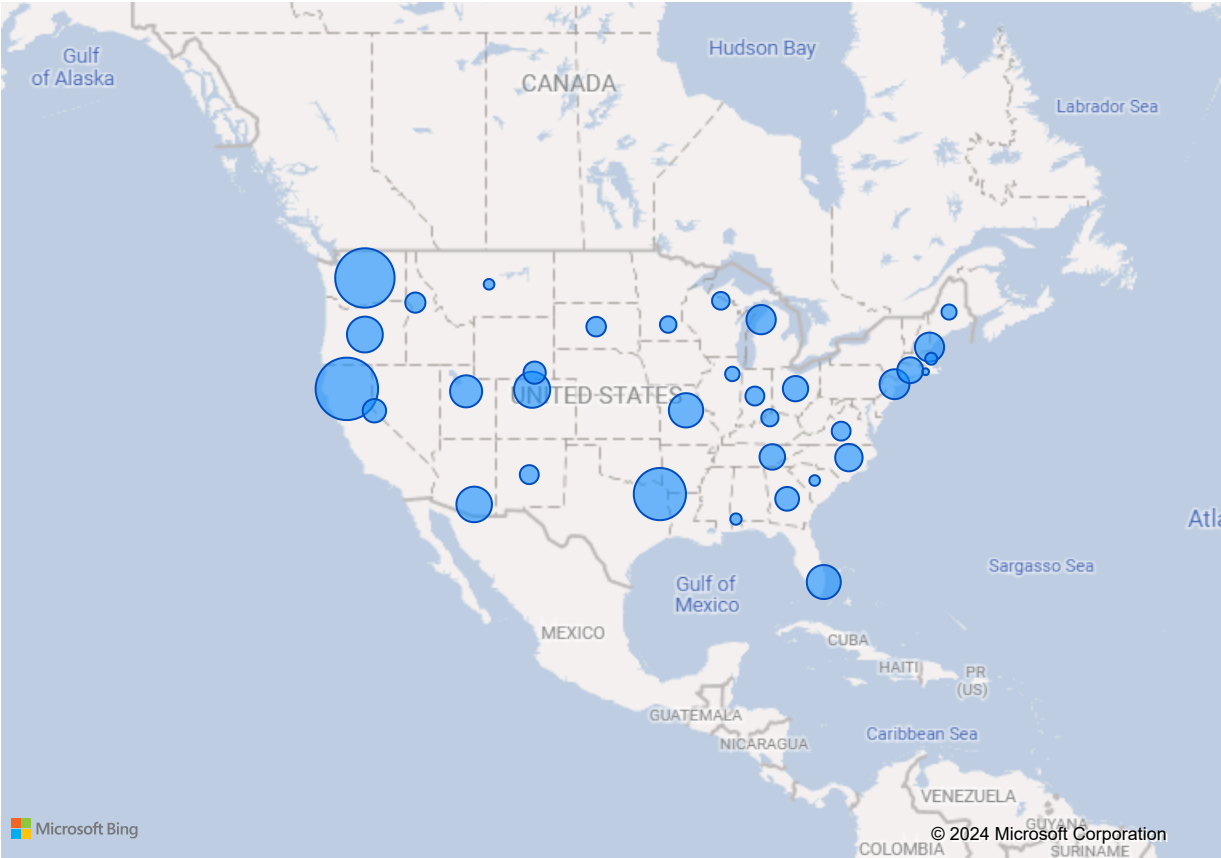 Gulf
of Alaska
Hudson Bay
CANADA
Labrador Sea
UNITED STATES
Atla
Sargasso Sea
Gulf of
Mexico
MEXICO
CUBA
HAITI
PR
(US)
GUATEMALA
Caribbean Sea
NICARAGUA
VENEZUELA
GUYANA
Microsoft Bing
© 2024 Microsoft Corporation
COLOMBIA
SURINAME